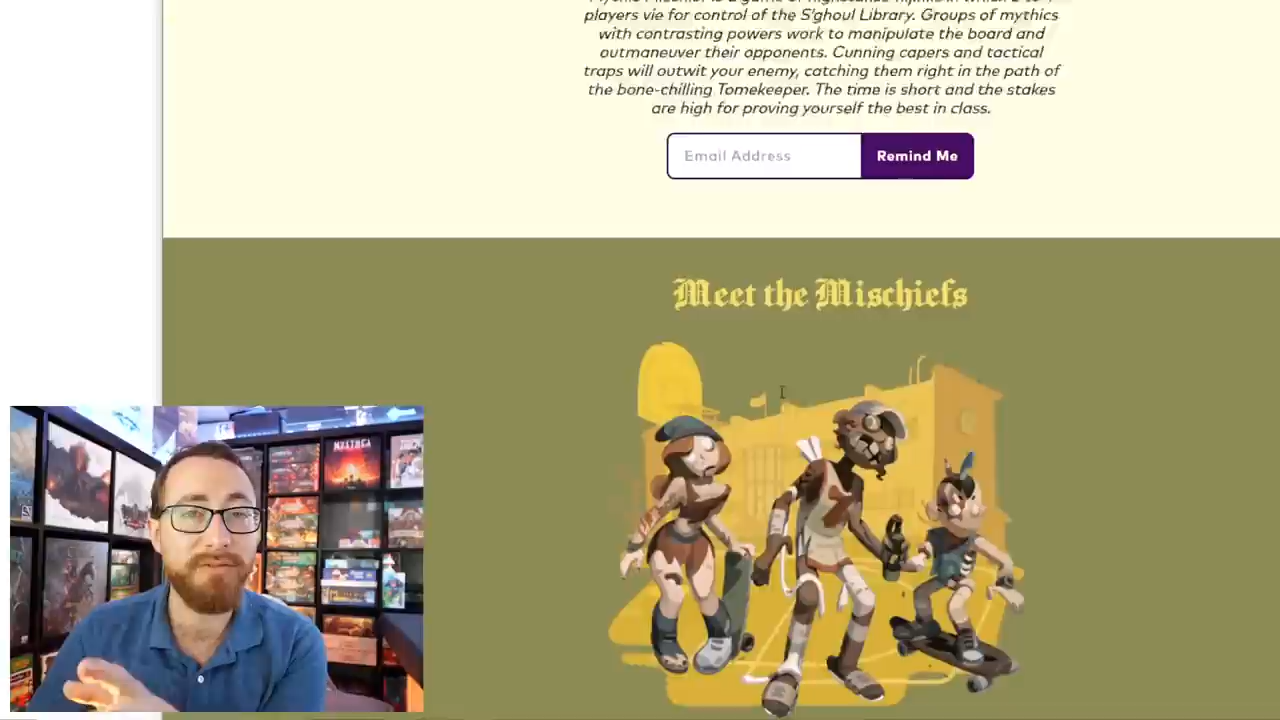 players vie for control of the S'ghoul Library. Groups of mythics
with contrasting powers work to manipulate the board and
outmaneuver their opponents. Cunning capers and tactical
traps will outwit your enemy, catching them right in the path of
the bone-chilling Tomekeeper. The time is short and the stakes
are high for proving yourself the best in class.
Email Address
Remind Me
Meet the Mischiefs